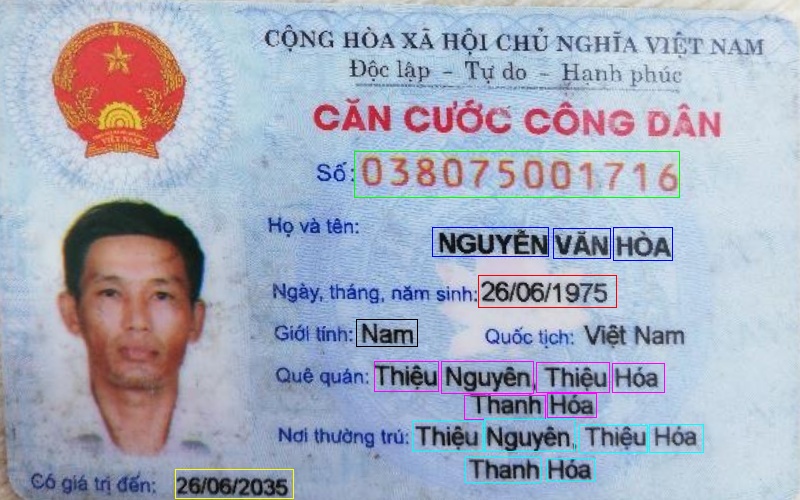 CỘNG HÒA XÃ HỘI CHỦ NGHĨA VIỆT NAM
Độc lập - Tự do - Hạnh phúc
CĂN CƯỚC CÔNG DÂN
Số: 038075001716
Họ và tên: NGUYỄN VĂN HÒA
Ngày, tháng, năm sinh: 26/06/1975
Giới tính: Nam Quốc tịch: Việt Nam
Quê quán: Thiệu Nguyên, Thiệu Hóa
Thanh Hóa
Nơi thường trú: Thiệu Nguyên, Thiệu Hóa
Thanh Hóa
Có giá trị đến: 26/06/2035
VIỆT NAM